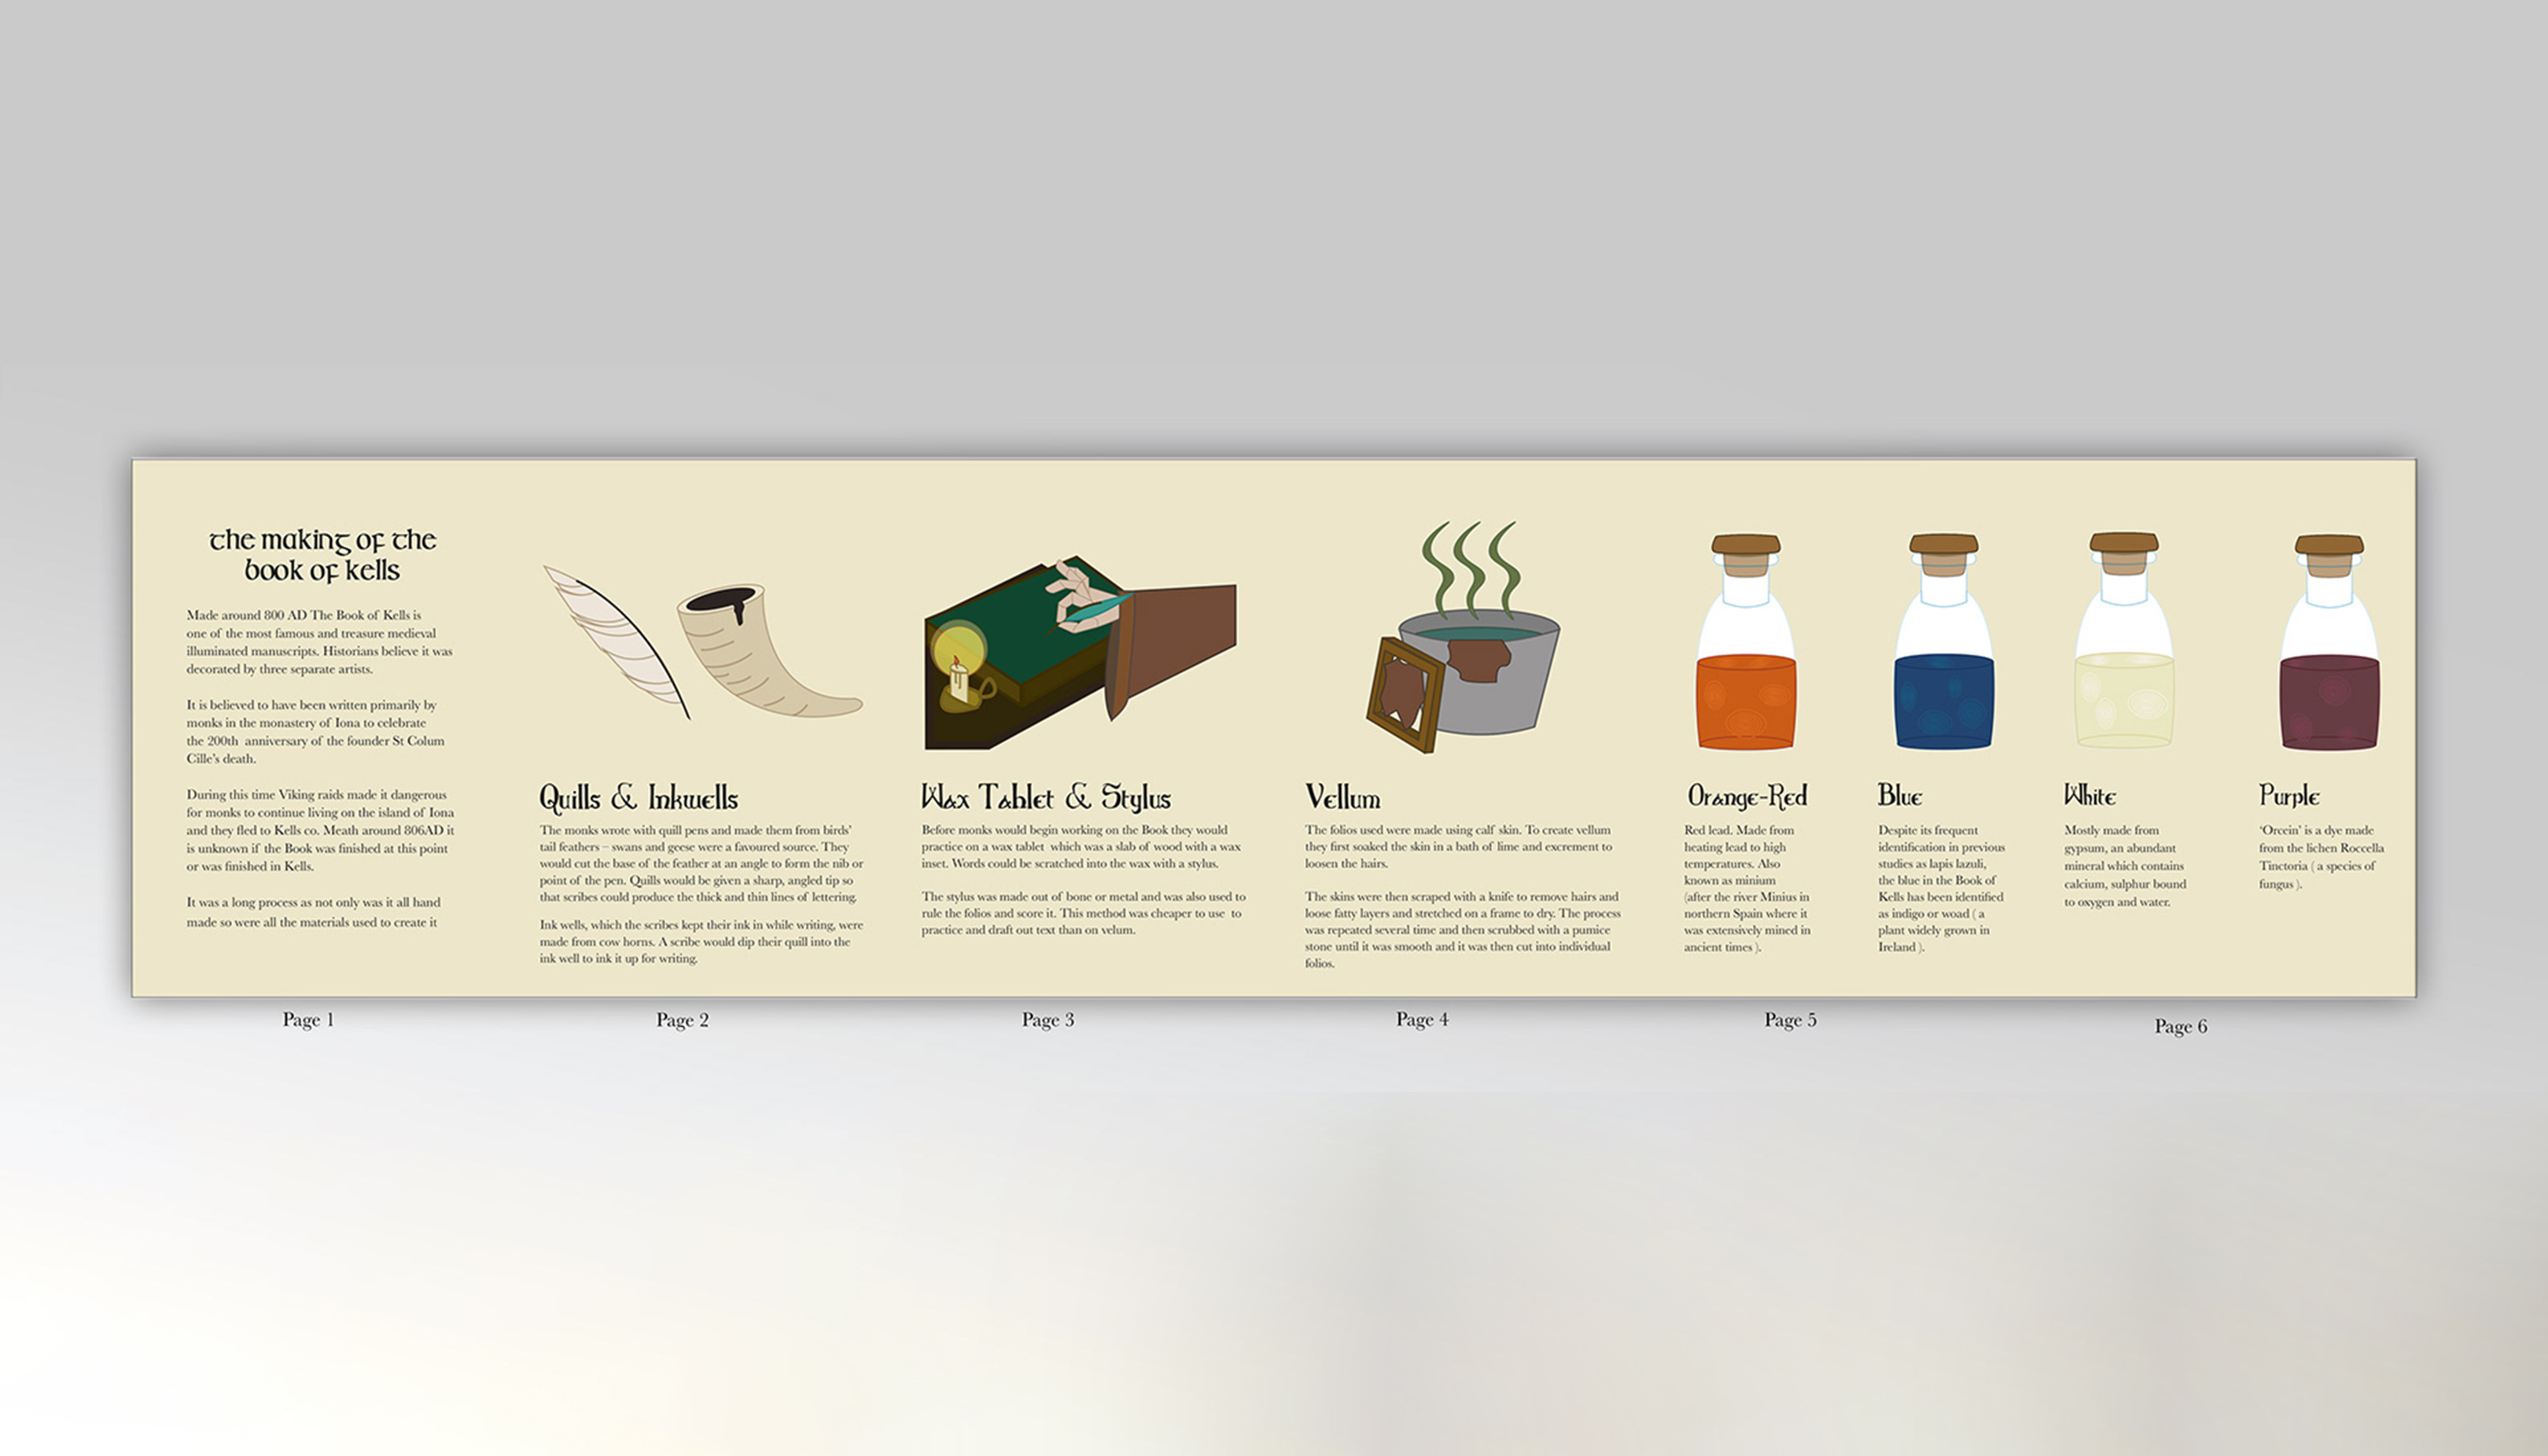 the making of the
book of kells
Made around 800 AD The Book of Kells is
one of the most famous and treasure medieval
illuminated manuscripts. Historians believe it was
decorated by three separate artists.
It is believed to have been written primarily by
monks in the monastery of Iona to celebrate
the 200th  anniversary of the founder St Colum
Cille's death.
During this time Viking raids made it dangerous
for monks to continue living on the island of Iona
and they fled to Kells co. Meath around 806AD it
is unknown if the Book was finished at this point
or was finished in Kells.
It was a long process as not only was it all hand
made so were all the materials used to create it
Page 1
Quills & Inkwells
The monks wrote with quill pens and made them from birds'
tail feathers – swans and geese were a favoured source. They
would cut the base of the feather at an angle to form the nib or
point of the pen. Quills would be given a sharp, angled tip so
that scribes could produce the thick and thin lines of lettering.
Ink wells, which the scribes kept their ink in while writing, were
made from cow horns. A scribe would dip their quill into the
ink well to ink it up for writing.
Page 2
Wax Tablet & Stylus
Before monks would begin working on the Book they would
practice on a wax tablet  which was a slab of wood with a wax
inset. Words could be scratched into the wax with a stylus.
The stylus was made out of bone or metal and was also used to
rule the folios and score it. This method was cheaper to use  to
practice and draft out text than on velum.
Page 3
Vellum
The folios used were made using calf skin. To create vellum
they first soaked the skin in a bath of lime and excrement to
loosen the hairs.
The skins were then scraped with a knife to remove hairs and
loose fatty layers and stretched on a frame to dry. The process
was repeated several time and then scrubbed with a pumice
stone until it was smooth and it was then cut into individual
folios.
Page 4
Orange-Red
Red lead. Made from
heating lead to high
temperatures. Also
known as minium
(after the river Minius in
northern Spain where it
was extensively mined in
ancient times ).
Blue
Despite its frequent
identification in previous
studies as lapis lazuli,
the blue in the Book of
Kells has been identified
as indigo or woad ( a
plant widely grown in
Ireland ).
Page 5
White
Mostly made from
gypsum, an abundant
mineral which contains
calcium, sulphur bound
to oxygen and water.
Purple
'Orcein' is a dye made
from the lichen Roccella
Tinctoria ( a species of
fungus ).
Page 6